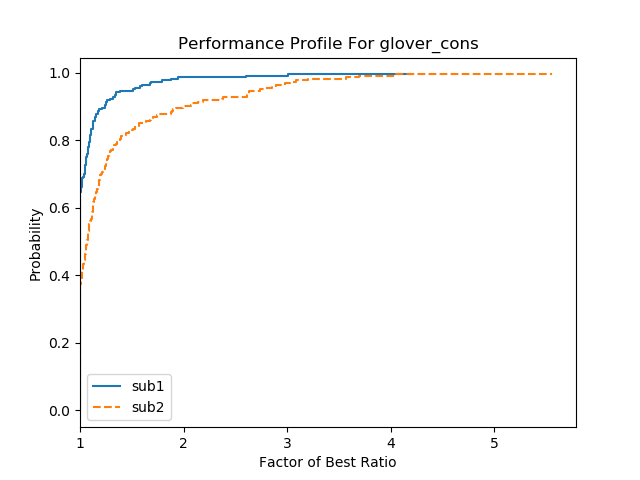 Performance Profile For glover_cons
1.0
0.8
0.6
0.4
0.2
0.0
Probability
sub1
sub2
1
2
3
4
5
Factor of Best Ratio